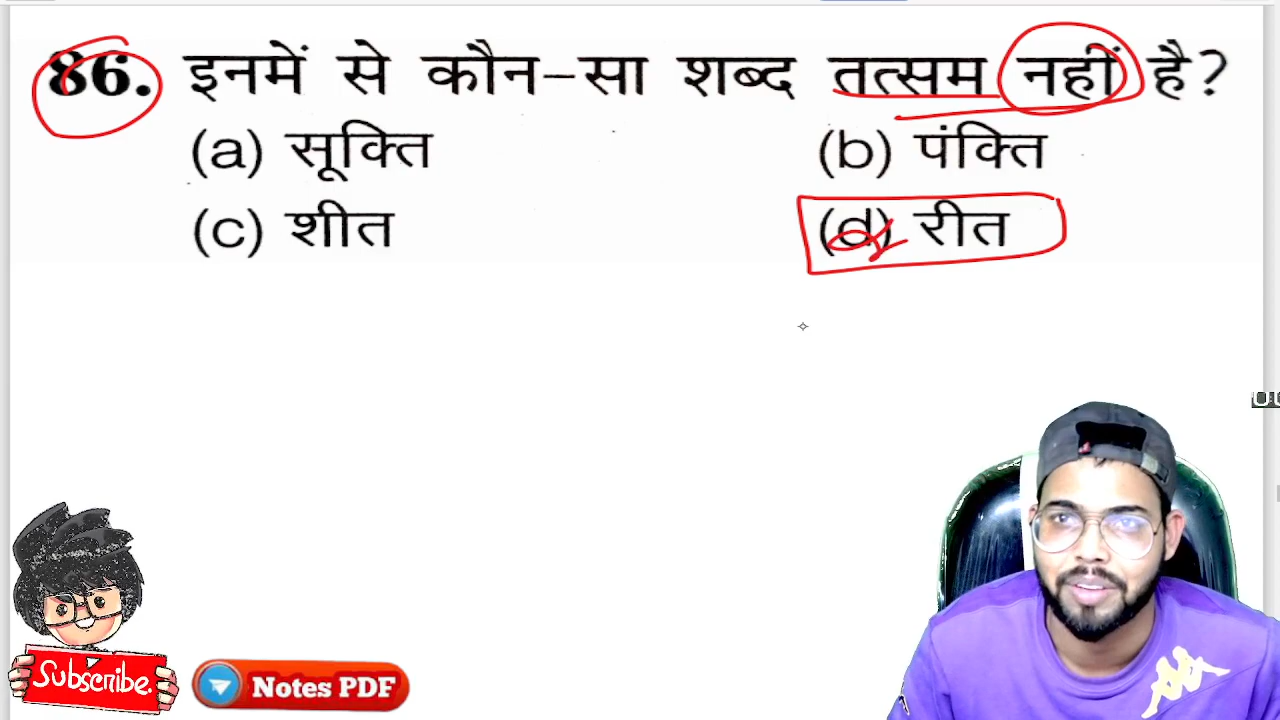 86. इनमें से कौन-सा शब्द तत्सम नहीं है?
(a) सूक्ति (b) पंक्ति
(c) शीत (d) रीत
Subscribe.
Notes PDF